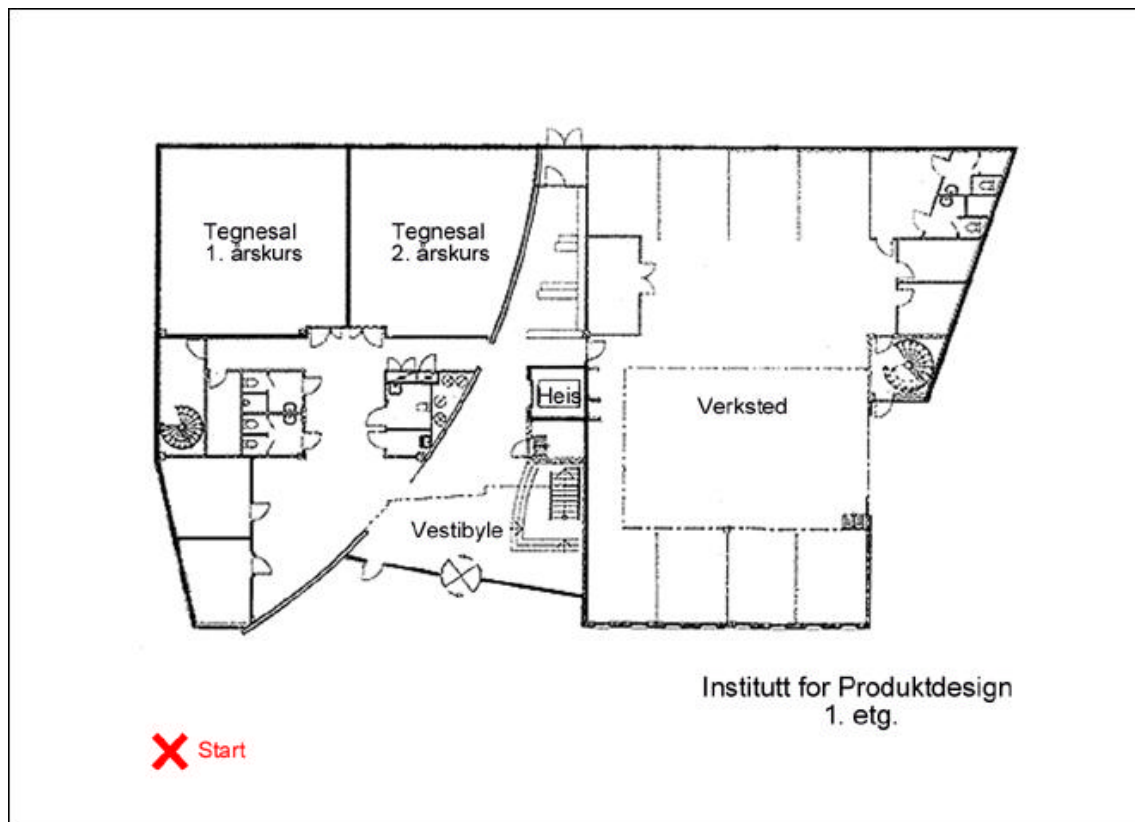 Tegnesal
1. årskurs
Tegnesal
2. årskurs
Heis
Verksted
Vestibyle
Institutt for Produktdesign
1. etg.
Start